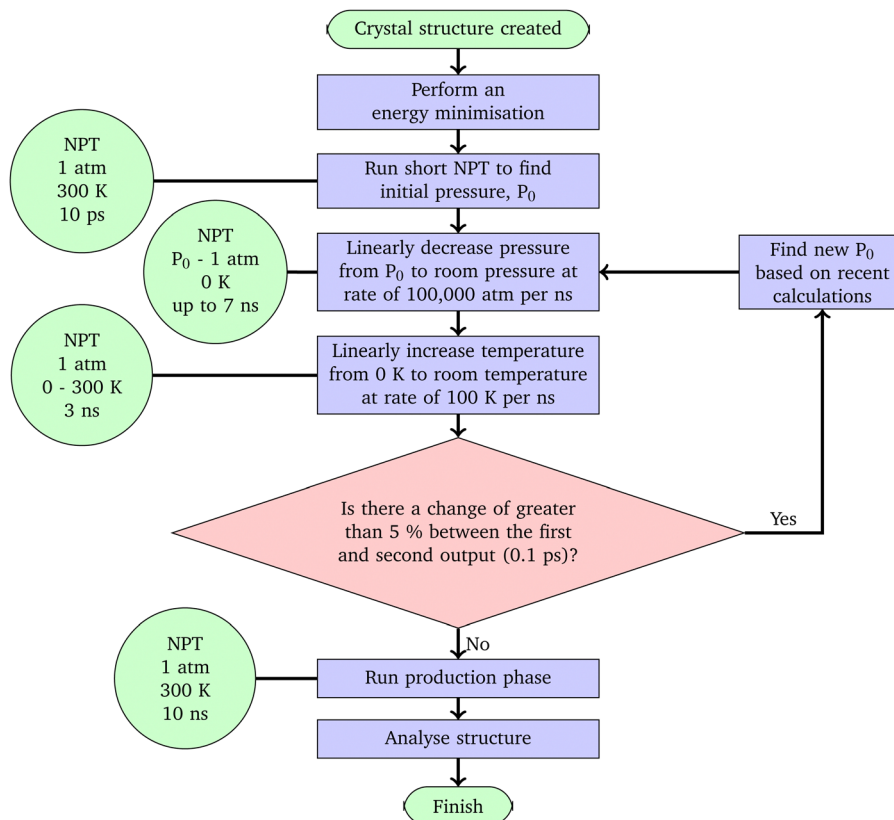 Crystal structure created
Perform an
energy minimisation
NPT
1 atm
300 K
10 ps
Run short NPT to find
initial pressure, P₀
NPT
P₀ - 1 atm
0 K
up to 7 ns
Linearly decrease pressure
from P₀ to room pressure at
rate of 100,000 atm per ns
Find new P₀
based on recent
calculations
NPT
1 atm
0 - 300 K
3 ns
Linearly increase temperature
from 0 K to room temperature
at rate of 100 K per ns
Is there a change of greater
than 5 % between the first
and second output (0.1 ps)?
Yes
No
NPT
1 atm
300 K
10 ns
Run production phase
Analyse structure
Finish